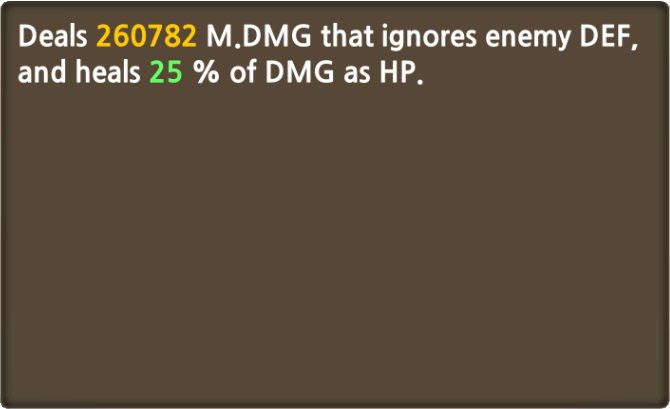 Deals 260782 M.DMG that ignores enemy DEF,
and heals 25 % of DMG as HP.